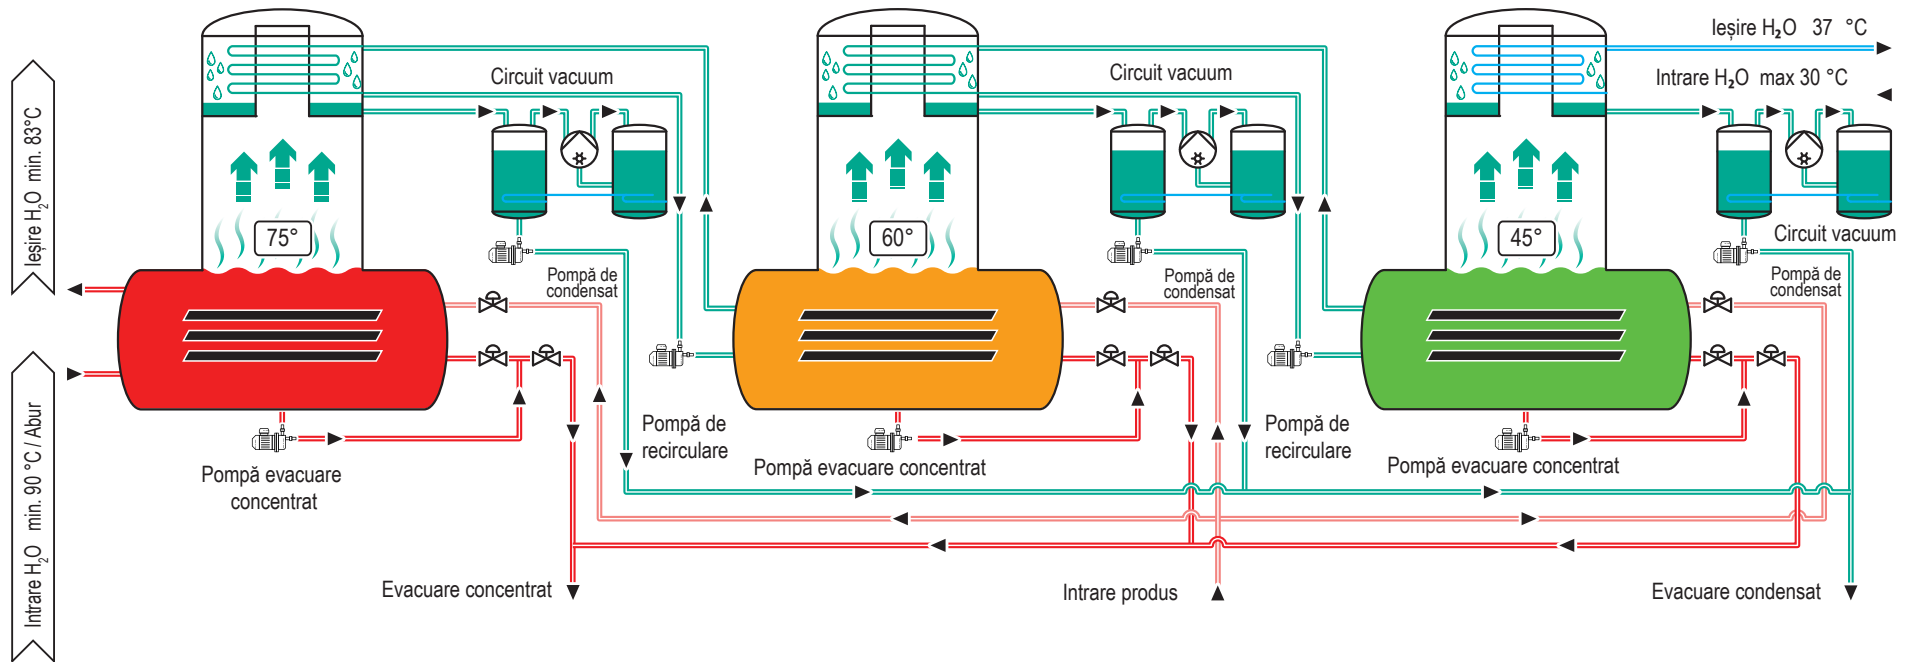 Ieșire H₂O 37 °C
Circuit vacuum
Circuit vacuum
Intrare H₂O max 30 °C
Ieșire H₂O min. 83°C
75°
60°
45°
Circuit vacuum
Pompă de
condensat
Pompă de
condensat
Pompă de
condensat
Intrare H₂O min. 90 °C / Abur
Pompă evacuare
concentrat
Pompă de
recirculare
Pompă evacuare concentrat
Pompă de
recirculare
Pompă evacuare concentrat
Evacuare concentrat
Intrare produs
Evacuare condensat